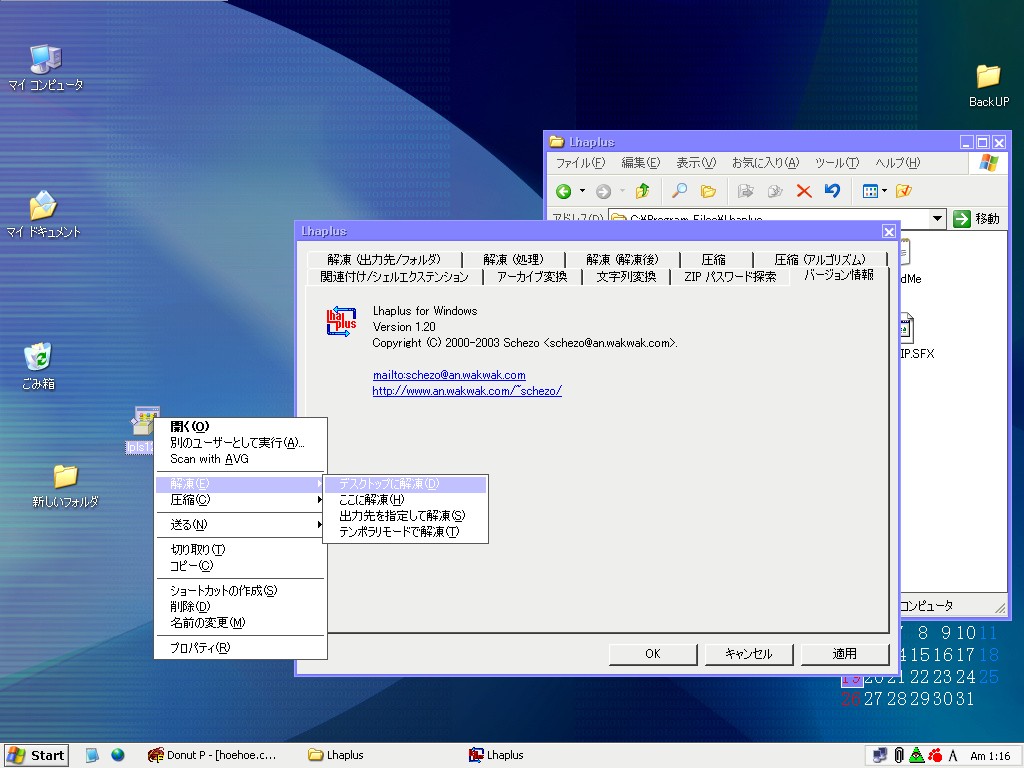 マイ コンピュータ
マイ ドキュメント
ごみ箱
新しいフォルダ
BackUP
Lhaplus
ファイル(F) 編集(E) 表示(V) お気に入り(A) ツール(T) ヘルプ(H)
アドレス(D) C:¥Program Files¥Lhaplus 移動
dMe
IP.SFX
コンピュータ
Lhaplus
解凍 (出力先/フォルダ) 解凍 (処理) 解凍 (解凍後) 圧縮 圧縮 (アルゴリズム)
関連付け/シェルエクステンション アーカイブ変換 文字列変換 ZIP パスワード探索 バージョン情報
Lha plus
Lhaplus for Windows
Version 1.20
Copyright (C) 2000-2003 Schezo <schezo@an.wakwak.com>.
mailto:schezo@an.wakwak.com
http://www.an.wakwak.com/~schezo/
OK キャンセル 適用
lpls12
開く(O)
別のユーザーとして実行(A)...
Scan with AVG
解凍(E)
圧縮(C)
送る(N)
切り取り(T)
コピー(C)
ショートカットの作成(S)
削除(D)
名前の変更(M)
プロパティ(R)
デスクトップに解凍(D)
ここに解凍(H)
出力先を指定して解凍(S)
テンポラリモードで解凍(T)
7 8 9 10 11
14 15 16 17 18
19 20 21 22 23 24 25
26 27 28 29 30 31
Start Donut P - [hoehoe.c... Lhaplus Lhaplus A Am 1:16